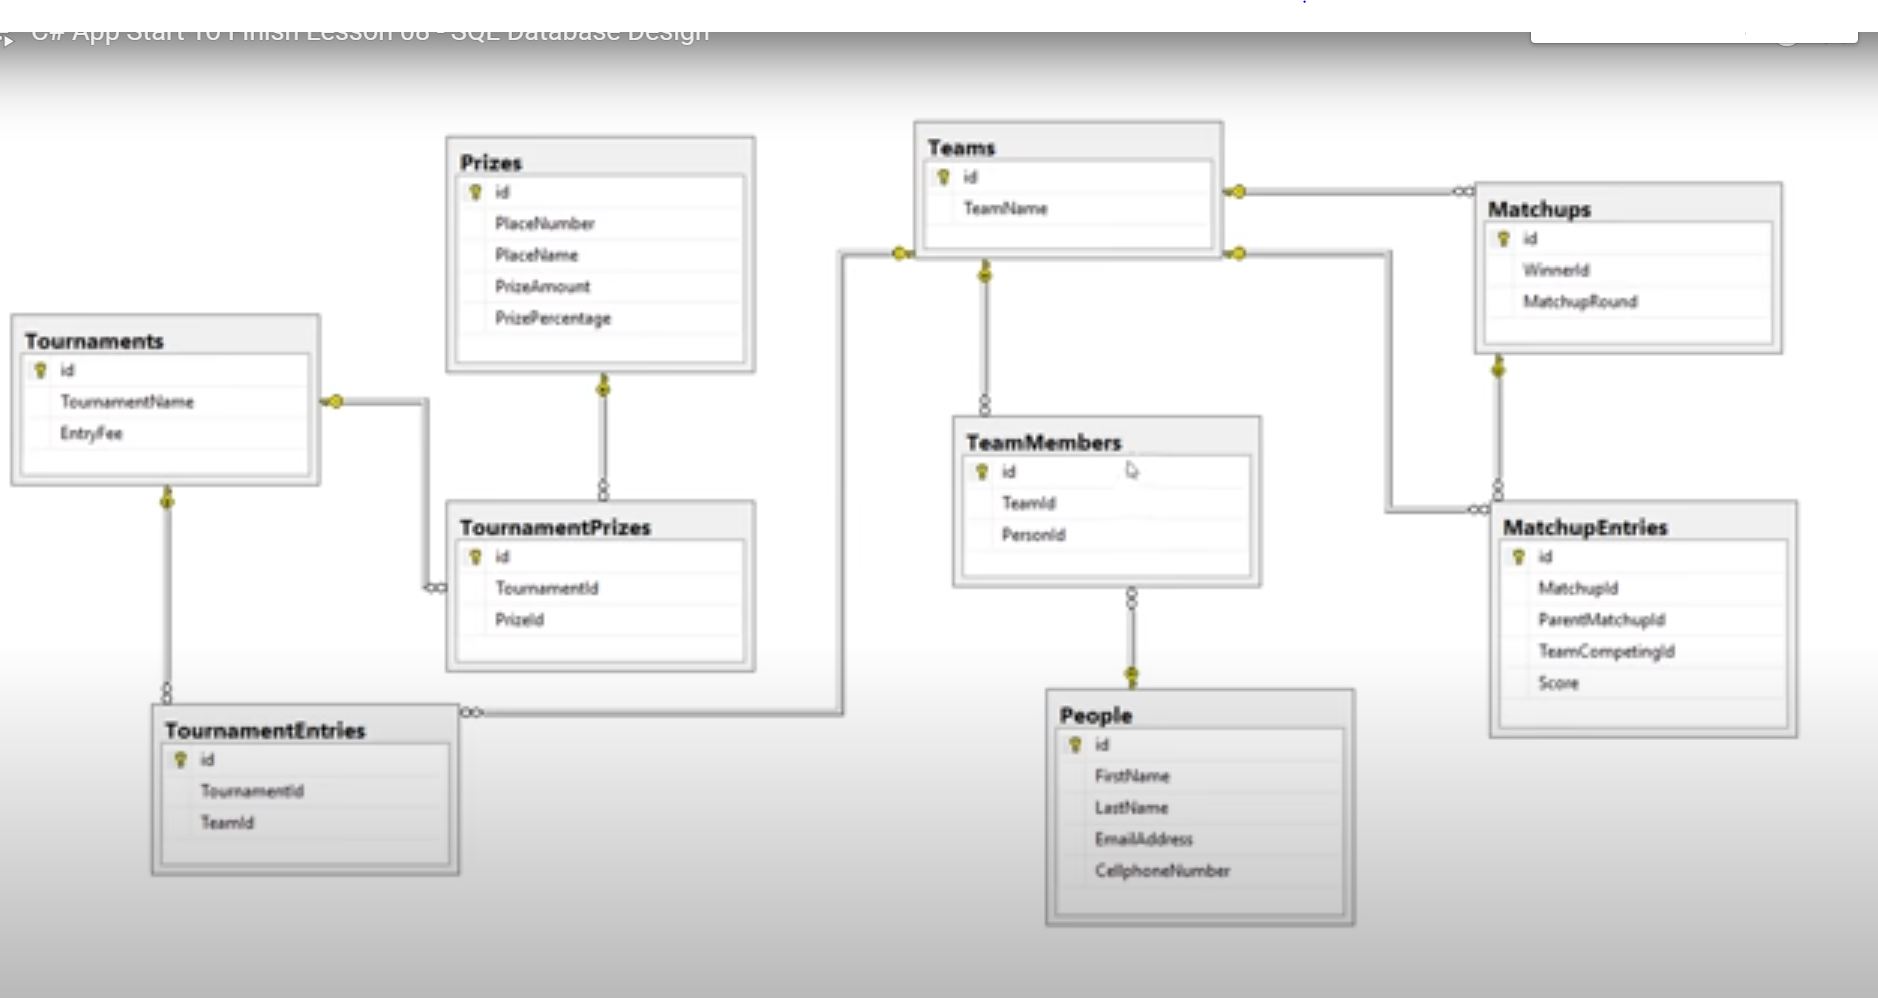 C# App Start To Finish Lesson 08 - SQL Database Design
Prizes
id
PlaceNumber
PlaceName
PrizeAmount
PrizePercentage
Teams
id
TeamName
Matchups
id
WinnerId
MatchupRound
Tournaments
id
TournamentName
EntryFee
TeamMembers
id
TeamId
PersonId
TournamentPrizes
id
TournamentId
PrizeId
MatchupEntries
id
MatchupId
ParentMatchupId
TeamCompetingId
Score
TournamentEntries
id
TournamentId
TeamId
People
id
FirstName
LastName
EmailAddress
CellphoneNumber